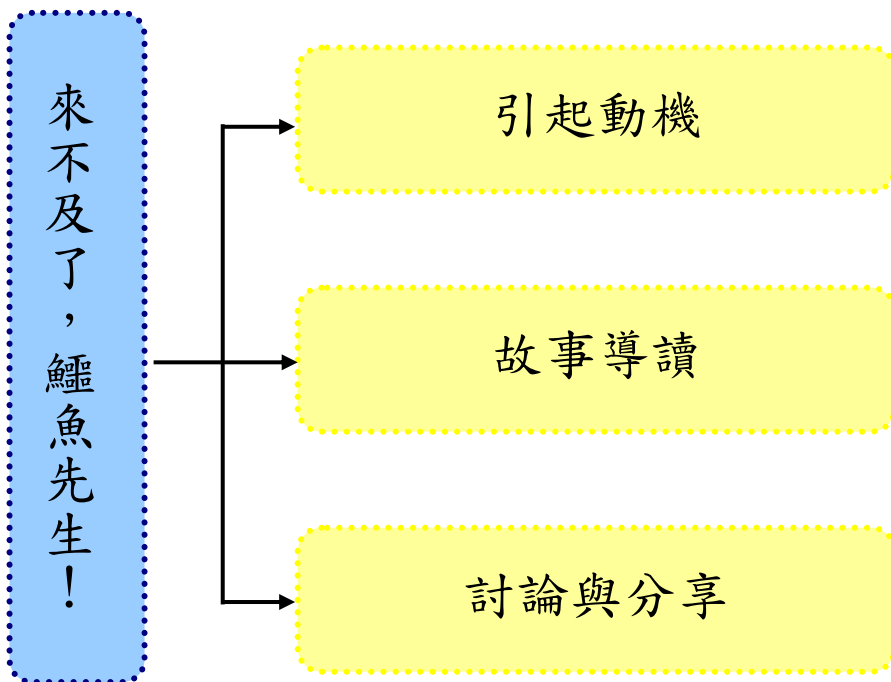 來不及了，鱷魚先生！
引起動機
故事導讀
討論與分享